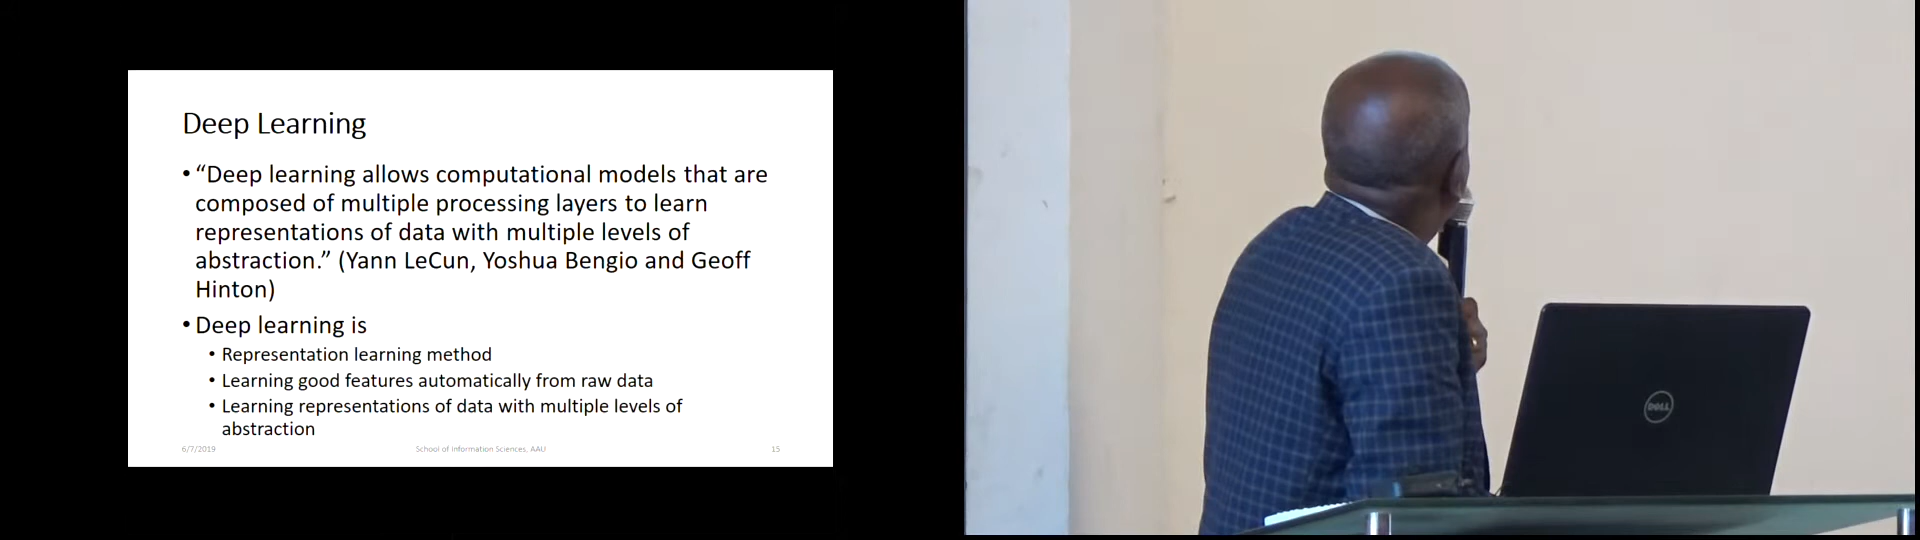 Deep Learning
• “Deep learning allows computational models that are
composed of multiple processing layers to learn
representations of data with multiple levels of
abstraction.” (Yann LeCun, Yoshua Bengio and Geoff
Hinton)
• Deep learning is
• Representation learning method
• Learning good features automatically from raw data
• Learning representations of data with multiple levels of
abstraction
6/7/2019 School of Information Sciences, AAU 15
DELL